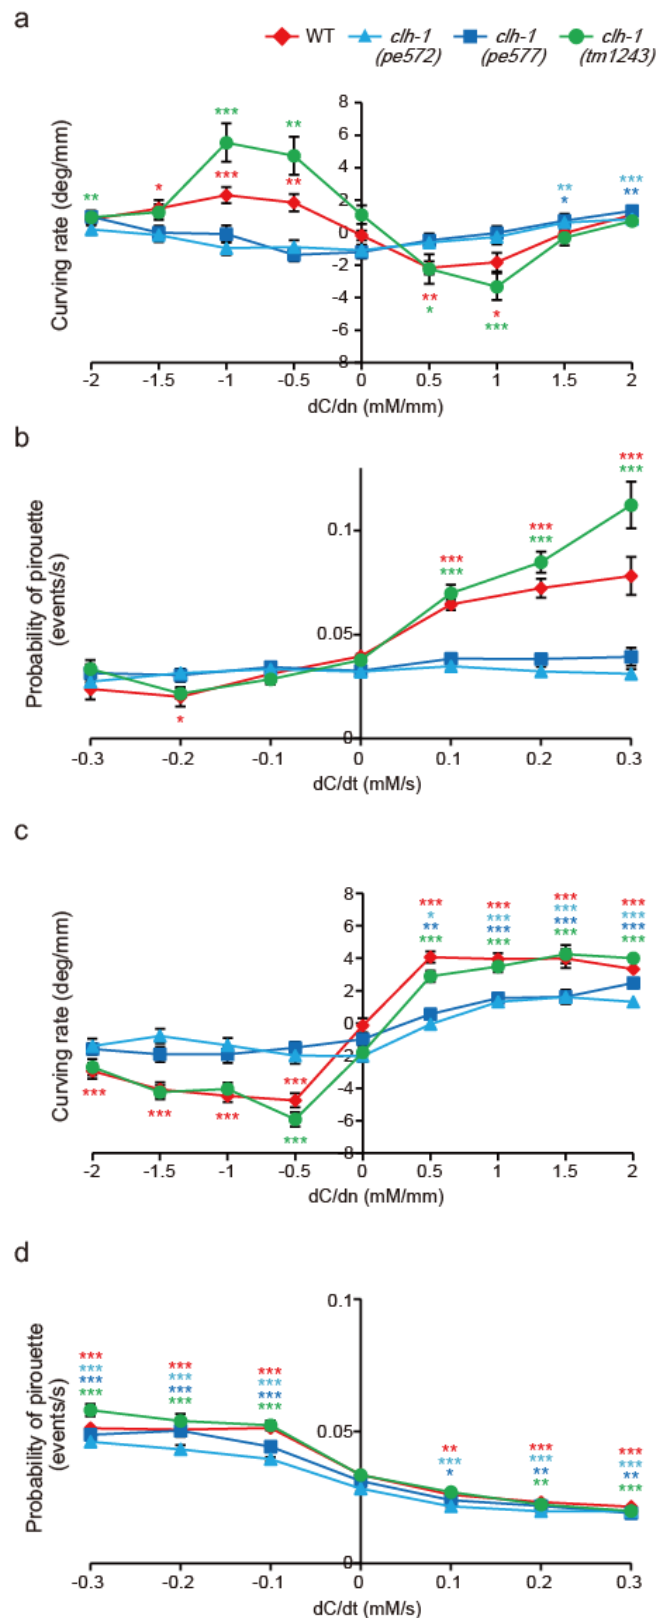 a
WT clh-1 clh-1 clh-1
(pe572) (pe577) (tm1243)
8
*** 6
** 4
*** **
** * 2 ** ***
* **
0
-2
** * -4
* ***
-6
8
Curving rate (deg/mm)
-2 -1.5 -1 -0.5 0 0.5 1 1.5 2
dC/dn (mM/mm)
b
***
***
0.1 ***
***
***
***
0.05
*
0
Probability of pirouette
(events/s)
-0.3 -0.2 -0.1 0 0.1 0.2 0.3
dC/dt (mM/s)
c
8
*** *** *** ***
* *** *** ***
** *** *** ***
*** *** *** ***
6
4
2
0
-2
-4
***
*** *** ***
-6
***
8
Curving rate (deg/mm)
-2 -1.5 -1 -0.5 0 0.5 1 1.5 2
dC/dn (mM/mm)
d
0.1
*** *** ***
*** *** ***
*** *** ***
*** *** ***
0.05
** *** ***
*** *** ***
* ** **
** ***
0
Probability of pirouette
(events/s)
-0.3 -0.2 -0.1 0 0.1 0.2 0.3
dC/dt (mM/s)